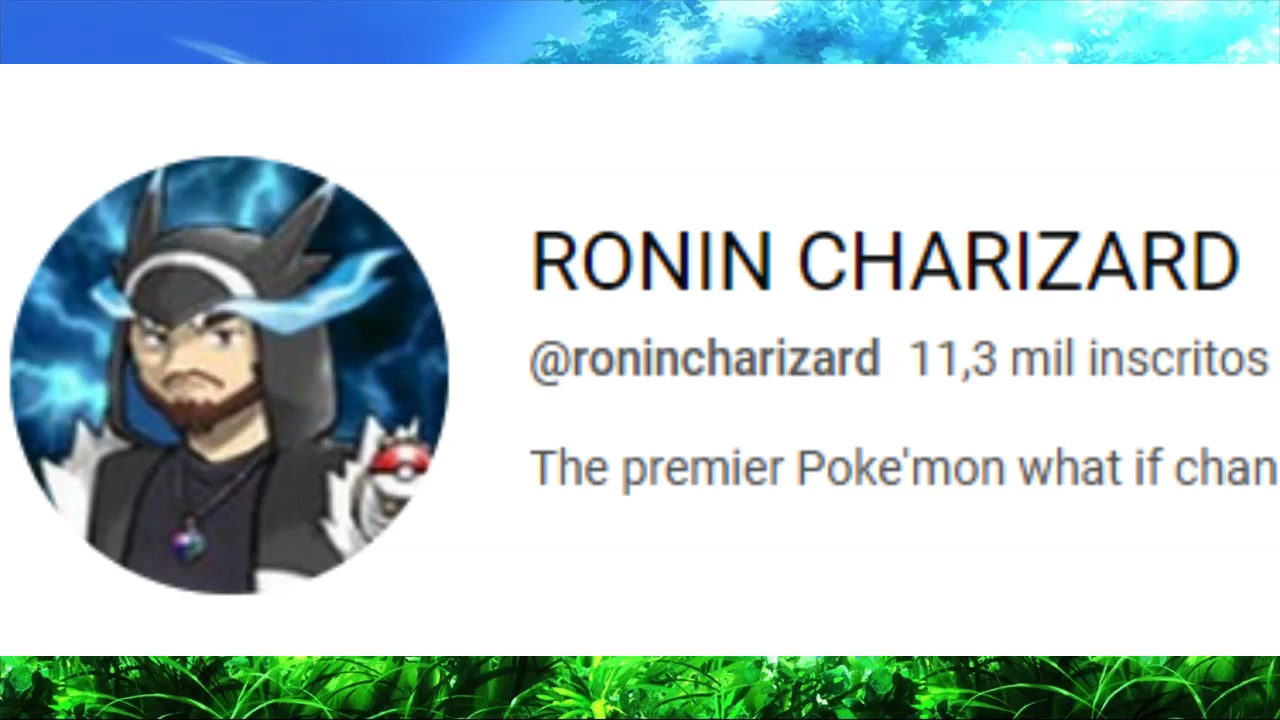 RONIN CHARIZARD
@ronincharizard 11,3 mil inscritos
The premier Poke'mon what if chan